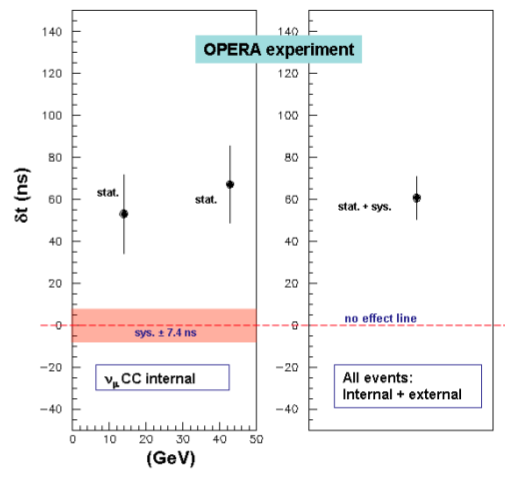 OPERA experiment
δt (ns)
140
120
100
80
60
40
20
0
−20
−40
stat.
stat.
sys. ± 7.4 ns
νμ CC internal
0
10
20
30
40
50
(GeV)
140
120
100
80
60
40
20
0
−20
−40
stat. + sys.
no effect line
All events:
Internal + external